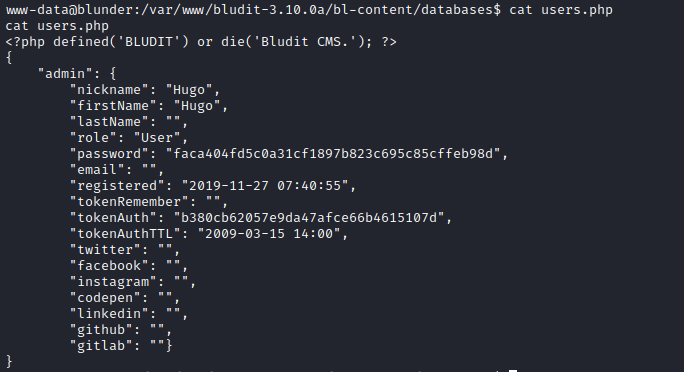 www-data@blunder:/var/www/bludit-3.10.0a/bl-content/databases$ cat users.php
cat users.php
<?php defined('BLUDIT') or die('Bludit CMS.'); ?>
{
    "admin": {
        "nickname": "Hugo",
        "firstName": "Hugo",
        "lastName": "",
        "role": "User",
        "password": "faca404fd5c0a31cf1897b823c695c85cffeb98d",
        "email": "",
        "registered": "2019-11-27 07:40:55",
        "tokenRemember": "",
        "tokenAuth": "b380cb62057e9da47afce66b4615107d",
        "tokenAuthTTL": "2009-03-15 14:00",
        "twitter": "",
        "facebook": "",
        "instagram": "",
        "codepen": "",
        "linkedin": "",
        "github": "",
        "gitlab": ""}
}